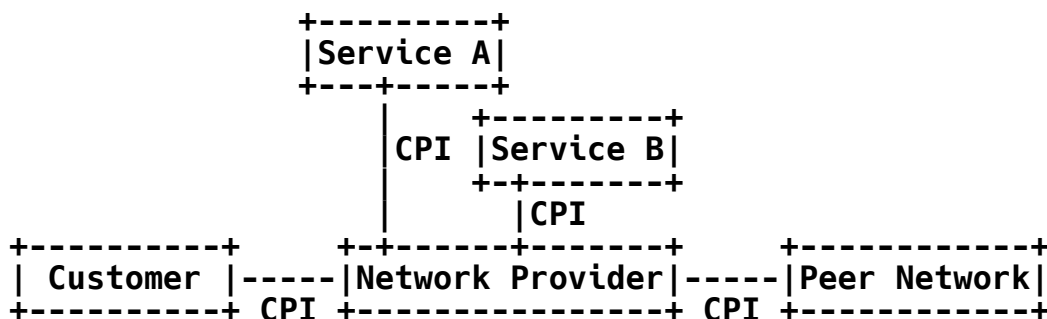 Service A
CPI
Service B
CPI
Customer
Network Provider
Peer Network
CPI
CPI